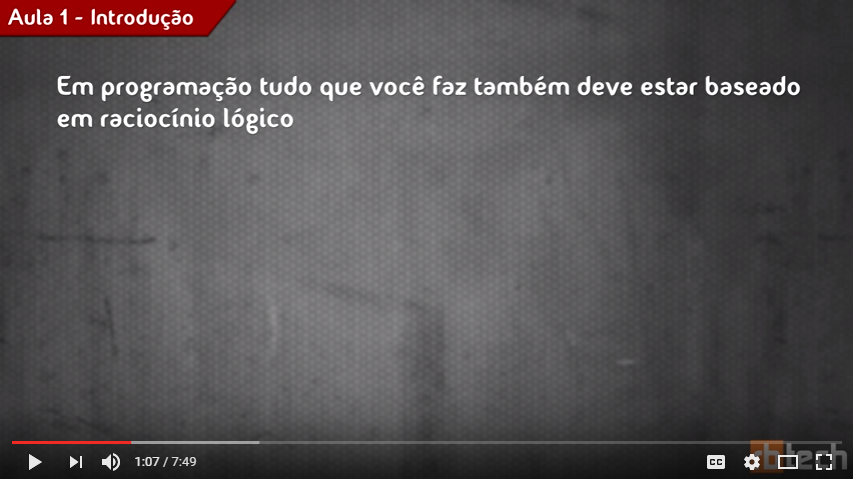 Aula 1 - Introdução
Em programação tudo que você faz também deve estar baseado
em raciocínio lógico
1:07 / 7:49
CC